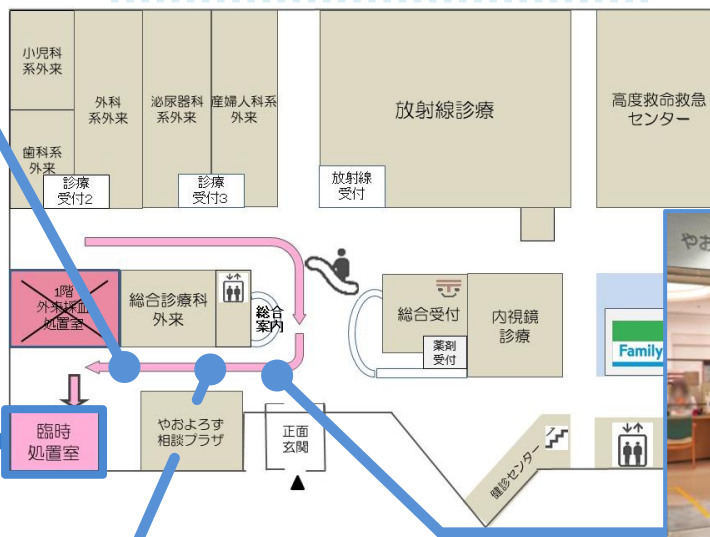 小児科
系外来
外科
系外来
泌尿器科
系外来
産婦人科系
外来
放射線診療
高度救命救急
センター
歯科系
外来
診療
受付2
診療
受付3
放射線
受付
やお
1階
外来採血
処置室
総合診療科
外来
総合
案内
総合受付
薬剤
受付
内視鏡
診療
Family
臨時
処置室
やおよろず
相談プラザ
正面
玄関
健診センター